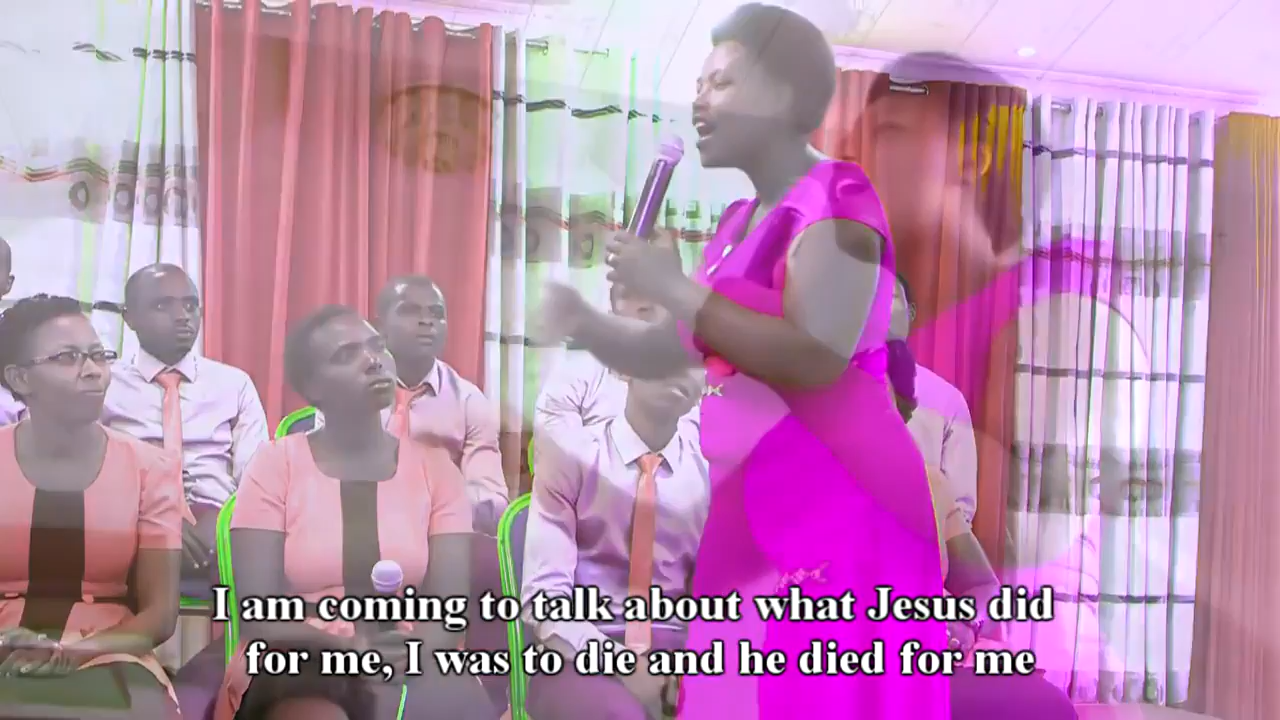 I am coming to talk about what Jesus did
for me, I was to die and he died for me